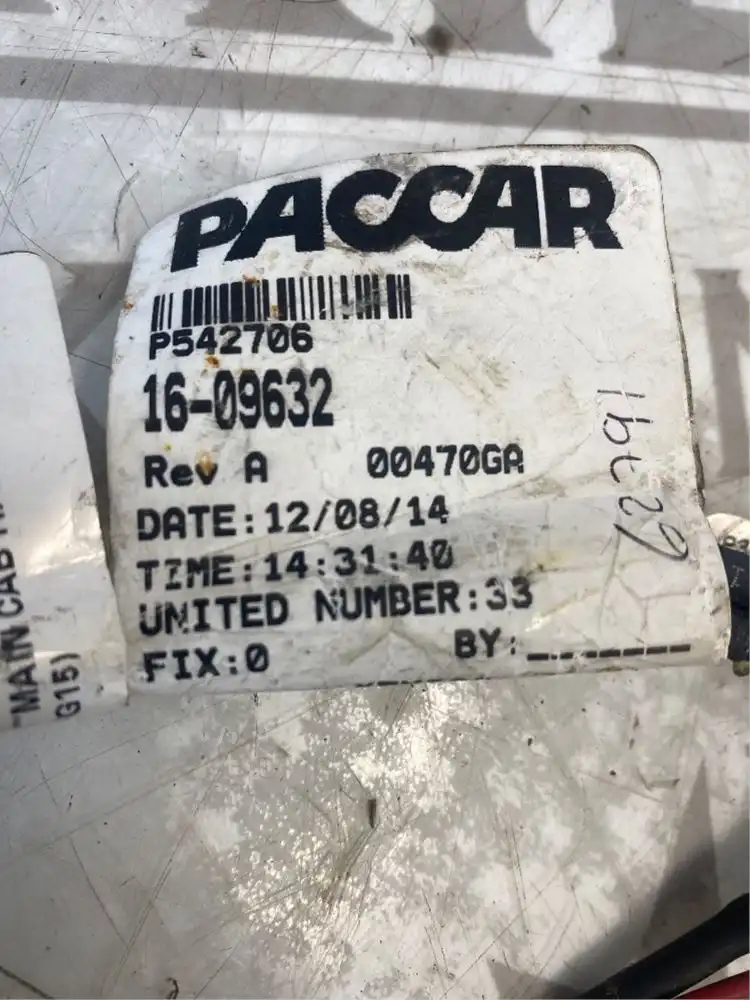 PACCAR
P542706
16-09632
Rev A 00470GA
DATE:12/08/14
TIME:14:31:40
UNITED NUMBER:33
FIX:0 BY:_______
"MAIN CAB
G15)